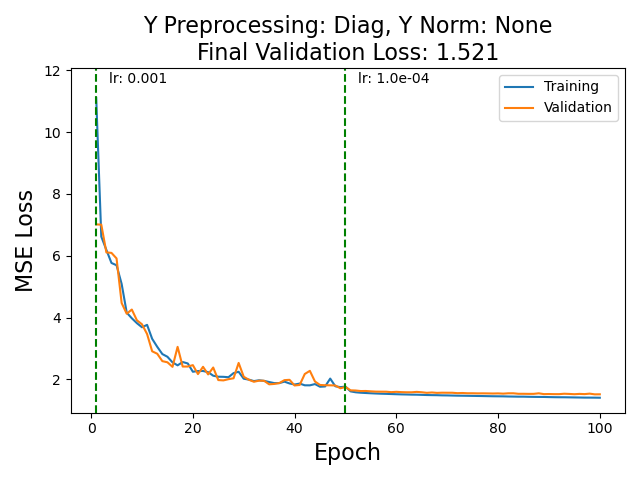 Y Preprocessing: Diag, Y Norm: None
Final Validation Loss: 1.521
lr: 0.001
lr: 1.0e-04
Training
Validation
MSE Loss
12
10
8
6
4
2
0
20
40
60
80
100
Epoch